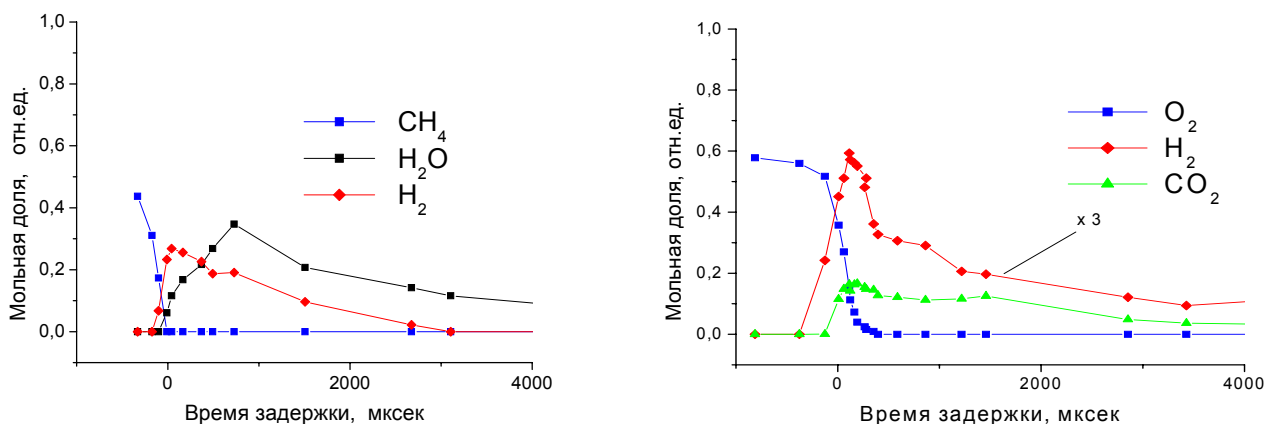 Мольная доля, отн.ед.
1,0
0,8
0,6
0,4
0,2
0,0
0
2000
4000
Время задержки, мксек
CH4
H2O
H2
Мольная доля, отн.ед.
1,0
0,8
0,6
0,4
0,2
0,0
0
2000
4000
Время задержки, мксек
O2
H2
CO2
x 3